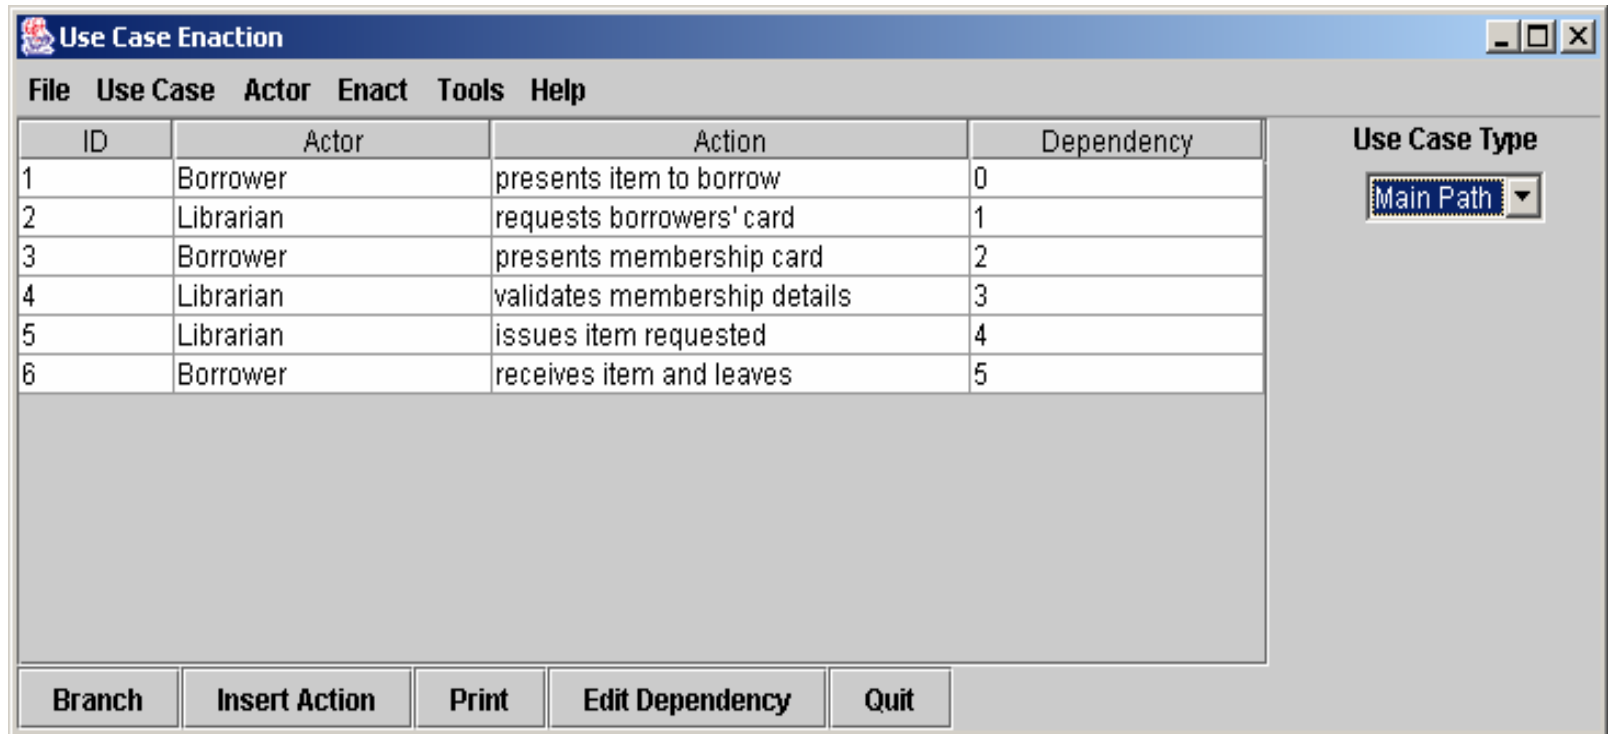 Use Case Enaction
File Use Case Actor Enact Tools Help
ID Actor Action Dependency Use Case Type
1 Borrower presents item to borrow 0 Main Path
2 Librarian requests borrowers' card 1
3 Borrower presents membership card 2
4 Librarian validates membership details 3
5 Librarian issues item requested 4
6 Borrower receives item and leaves 5
Branch Insert Action Print Edit Dependency Quit